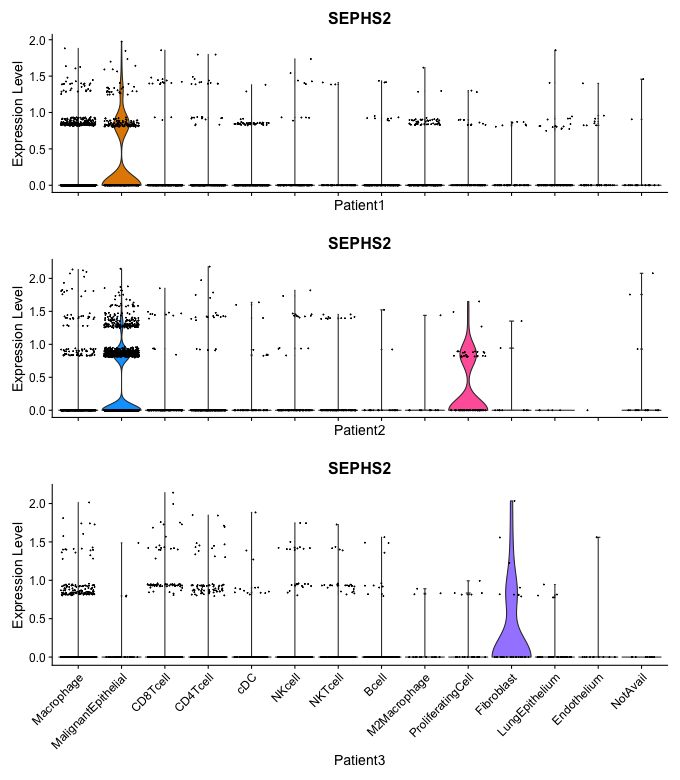 SEPHS2
Expression Level
2.0
1.5
1.0
0.5
0.0
Patient1
SEPHS2
Expression Level
2.0
1.5
1.0
0.5
0.0
Patient2
SEPHS2
Expression Level
2.0
1.5
1.0
0.5
0.0
Macrophage
MalignantEpithelial
CD8Tcell
CD4Tcell
cDC
NKcell
NKTcell
Bcell
M2Macrophage
ProliferatingCell
Fibroblast
LungEpithelium
Endothelium
NotAvail
Patient3